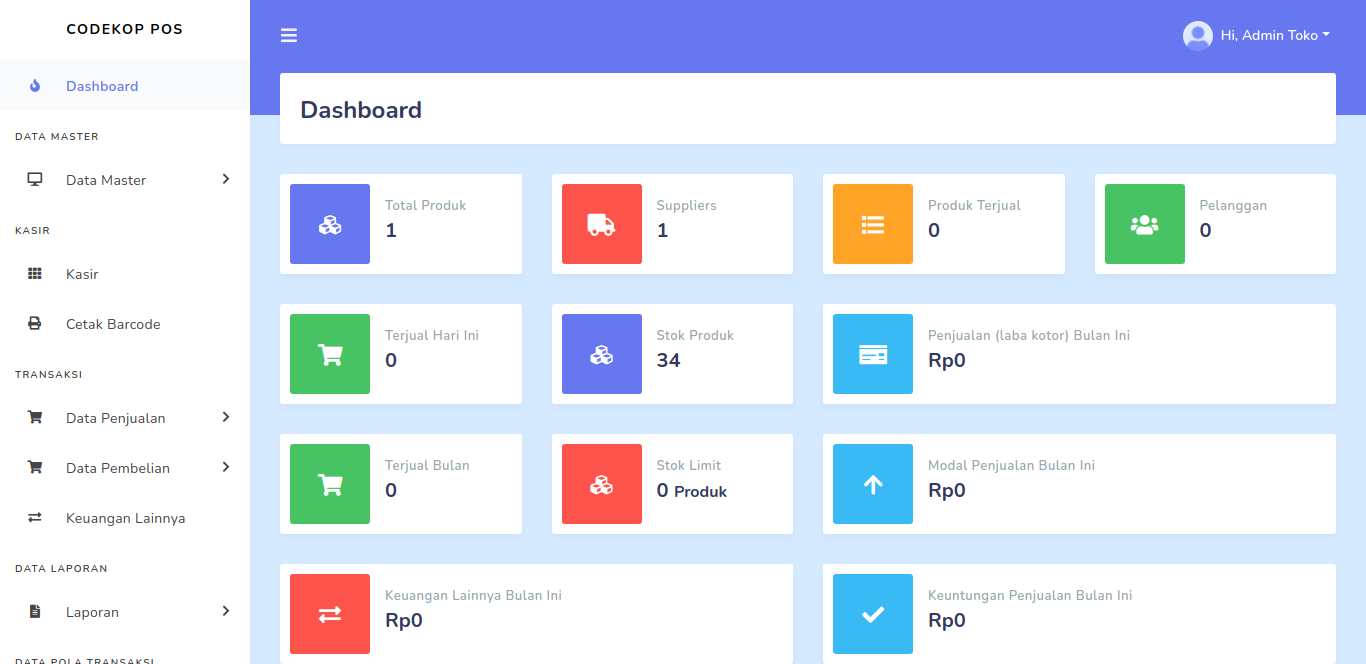 CODEKOP POS
Dashboard
DATA MASTER
Data Master
KASIR
Kasir
Cetak Barcode
TRANSAKSI
Data Penjualan
Data Pembelian
Keuangan Lainnya
DATA LAPORAN
Laporan
DATA POLA TRANSAKSI
Hi, Admin Toko
Dashboard
Total Produk
1
Suppliers
1
Produk Terjual
0
Pelanggan
0
Terjual Hari Ini
0
Stok Produk
34
Penjualan (laba kotor) Bulan Ini
Rp0
Terjual Bulan
0
Stok Limit
0 Produk
Modal Penjualan Bulan Ini
Rp0
Keuangan Lainnya Bulan Ini
Rp0
Keuntungan Penjualan Bulan Ini
Rp0